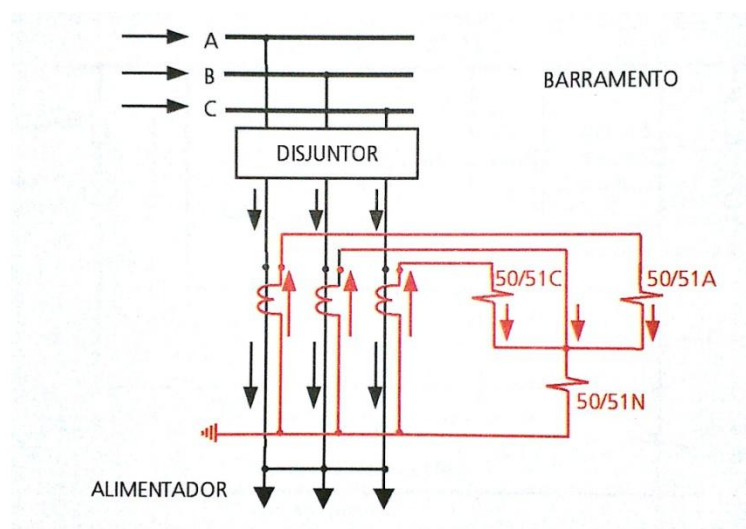 A
B
C
BARRAMENTO
DISJUNTOR
50/51C
50/51A
50/51N
ALIMENTADOR